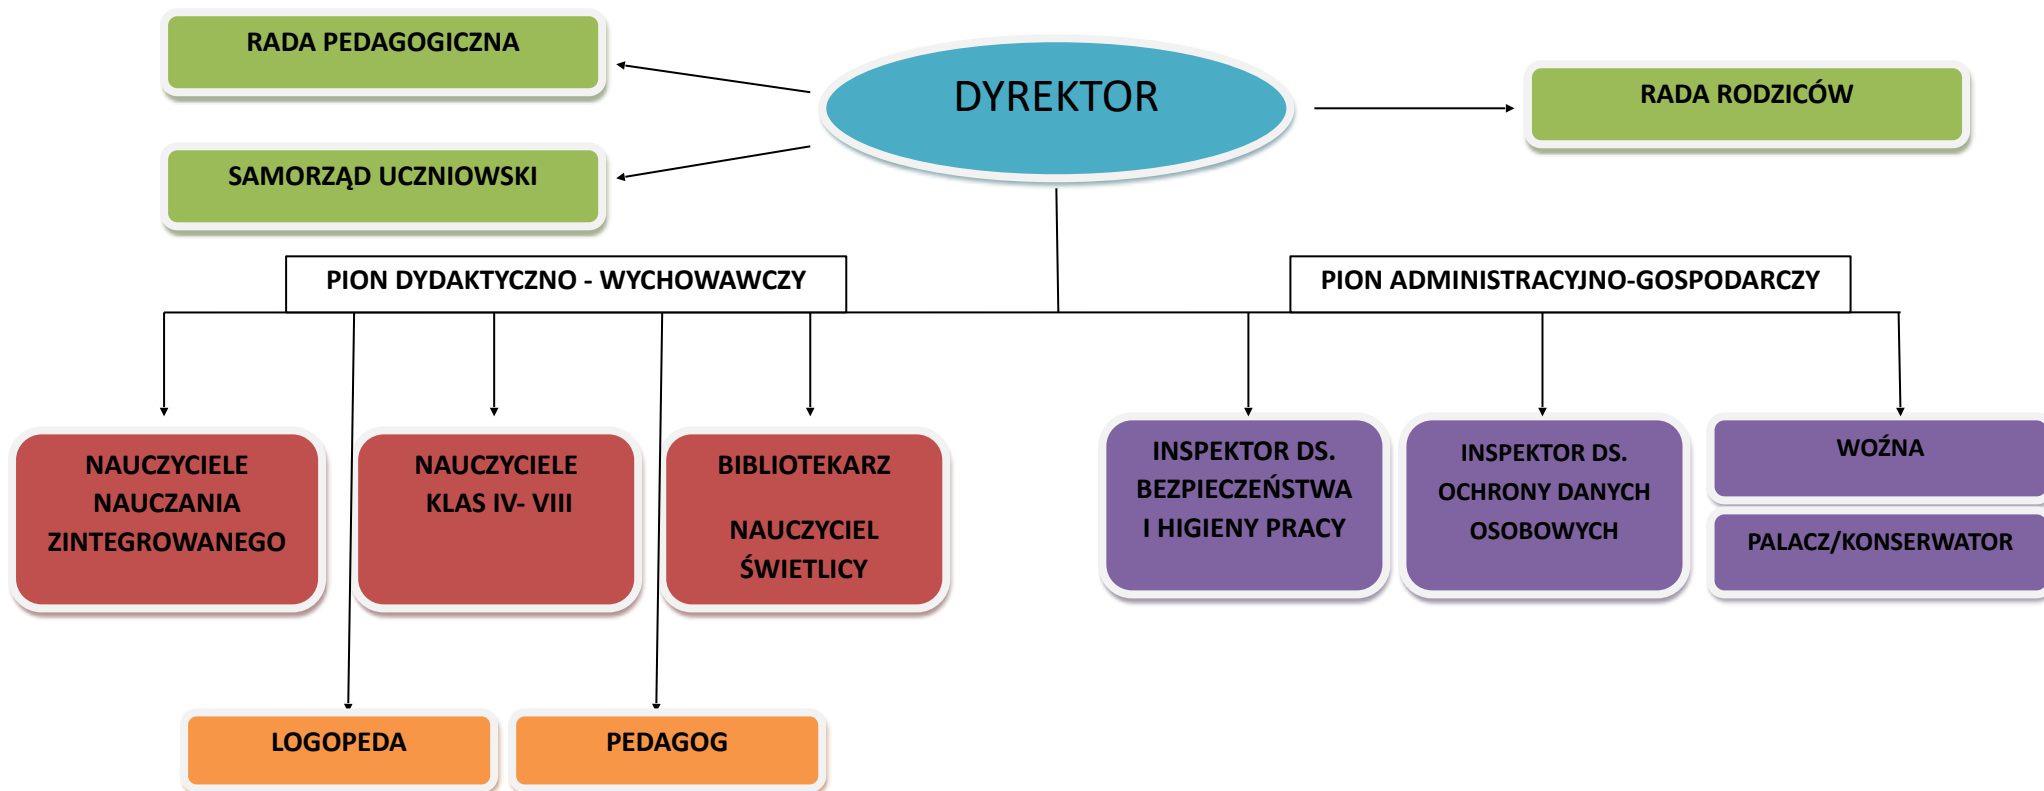 RADA PEDAGOGICZNA
DYREKTOR
RADA RODZICÓW
SAMORZĄD UCZNIOWSKI
PION DYDAKTYCZNO - WYCHOWAWCZY
PION ADMINISTRACYJNO-GOSPODARCZY
NAUCZYCIELE
NAUCZANIA
ZINTEGROWANEGO
NAUCZYCIELE
KLAS IV- VIII
BIBLIOTEKARZ
NAUCZYCIEL
ŚWIETLICY
INSPEKTOR DS.
BEZPIECZEŃSTWA
I HIGIENY PRACY
INSPEKTOR DS.
OCHRONY DANYCH
OSOBOWYCH
WOŹNA
PALACZ/KONSERWATOR
LOGOPEDA
PEDAGOG